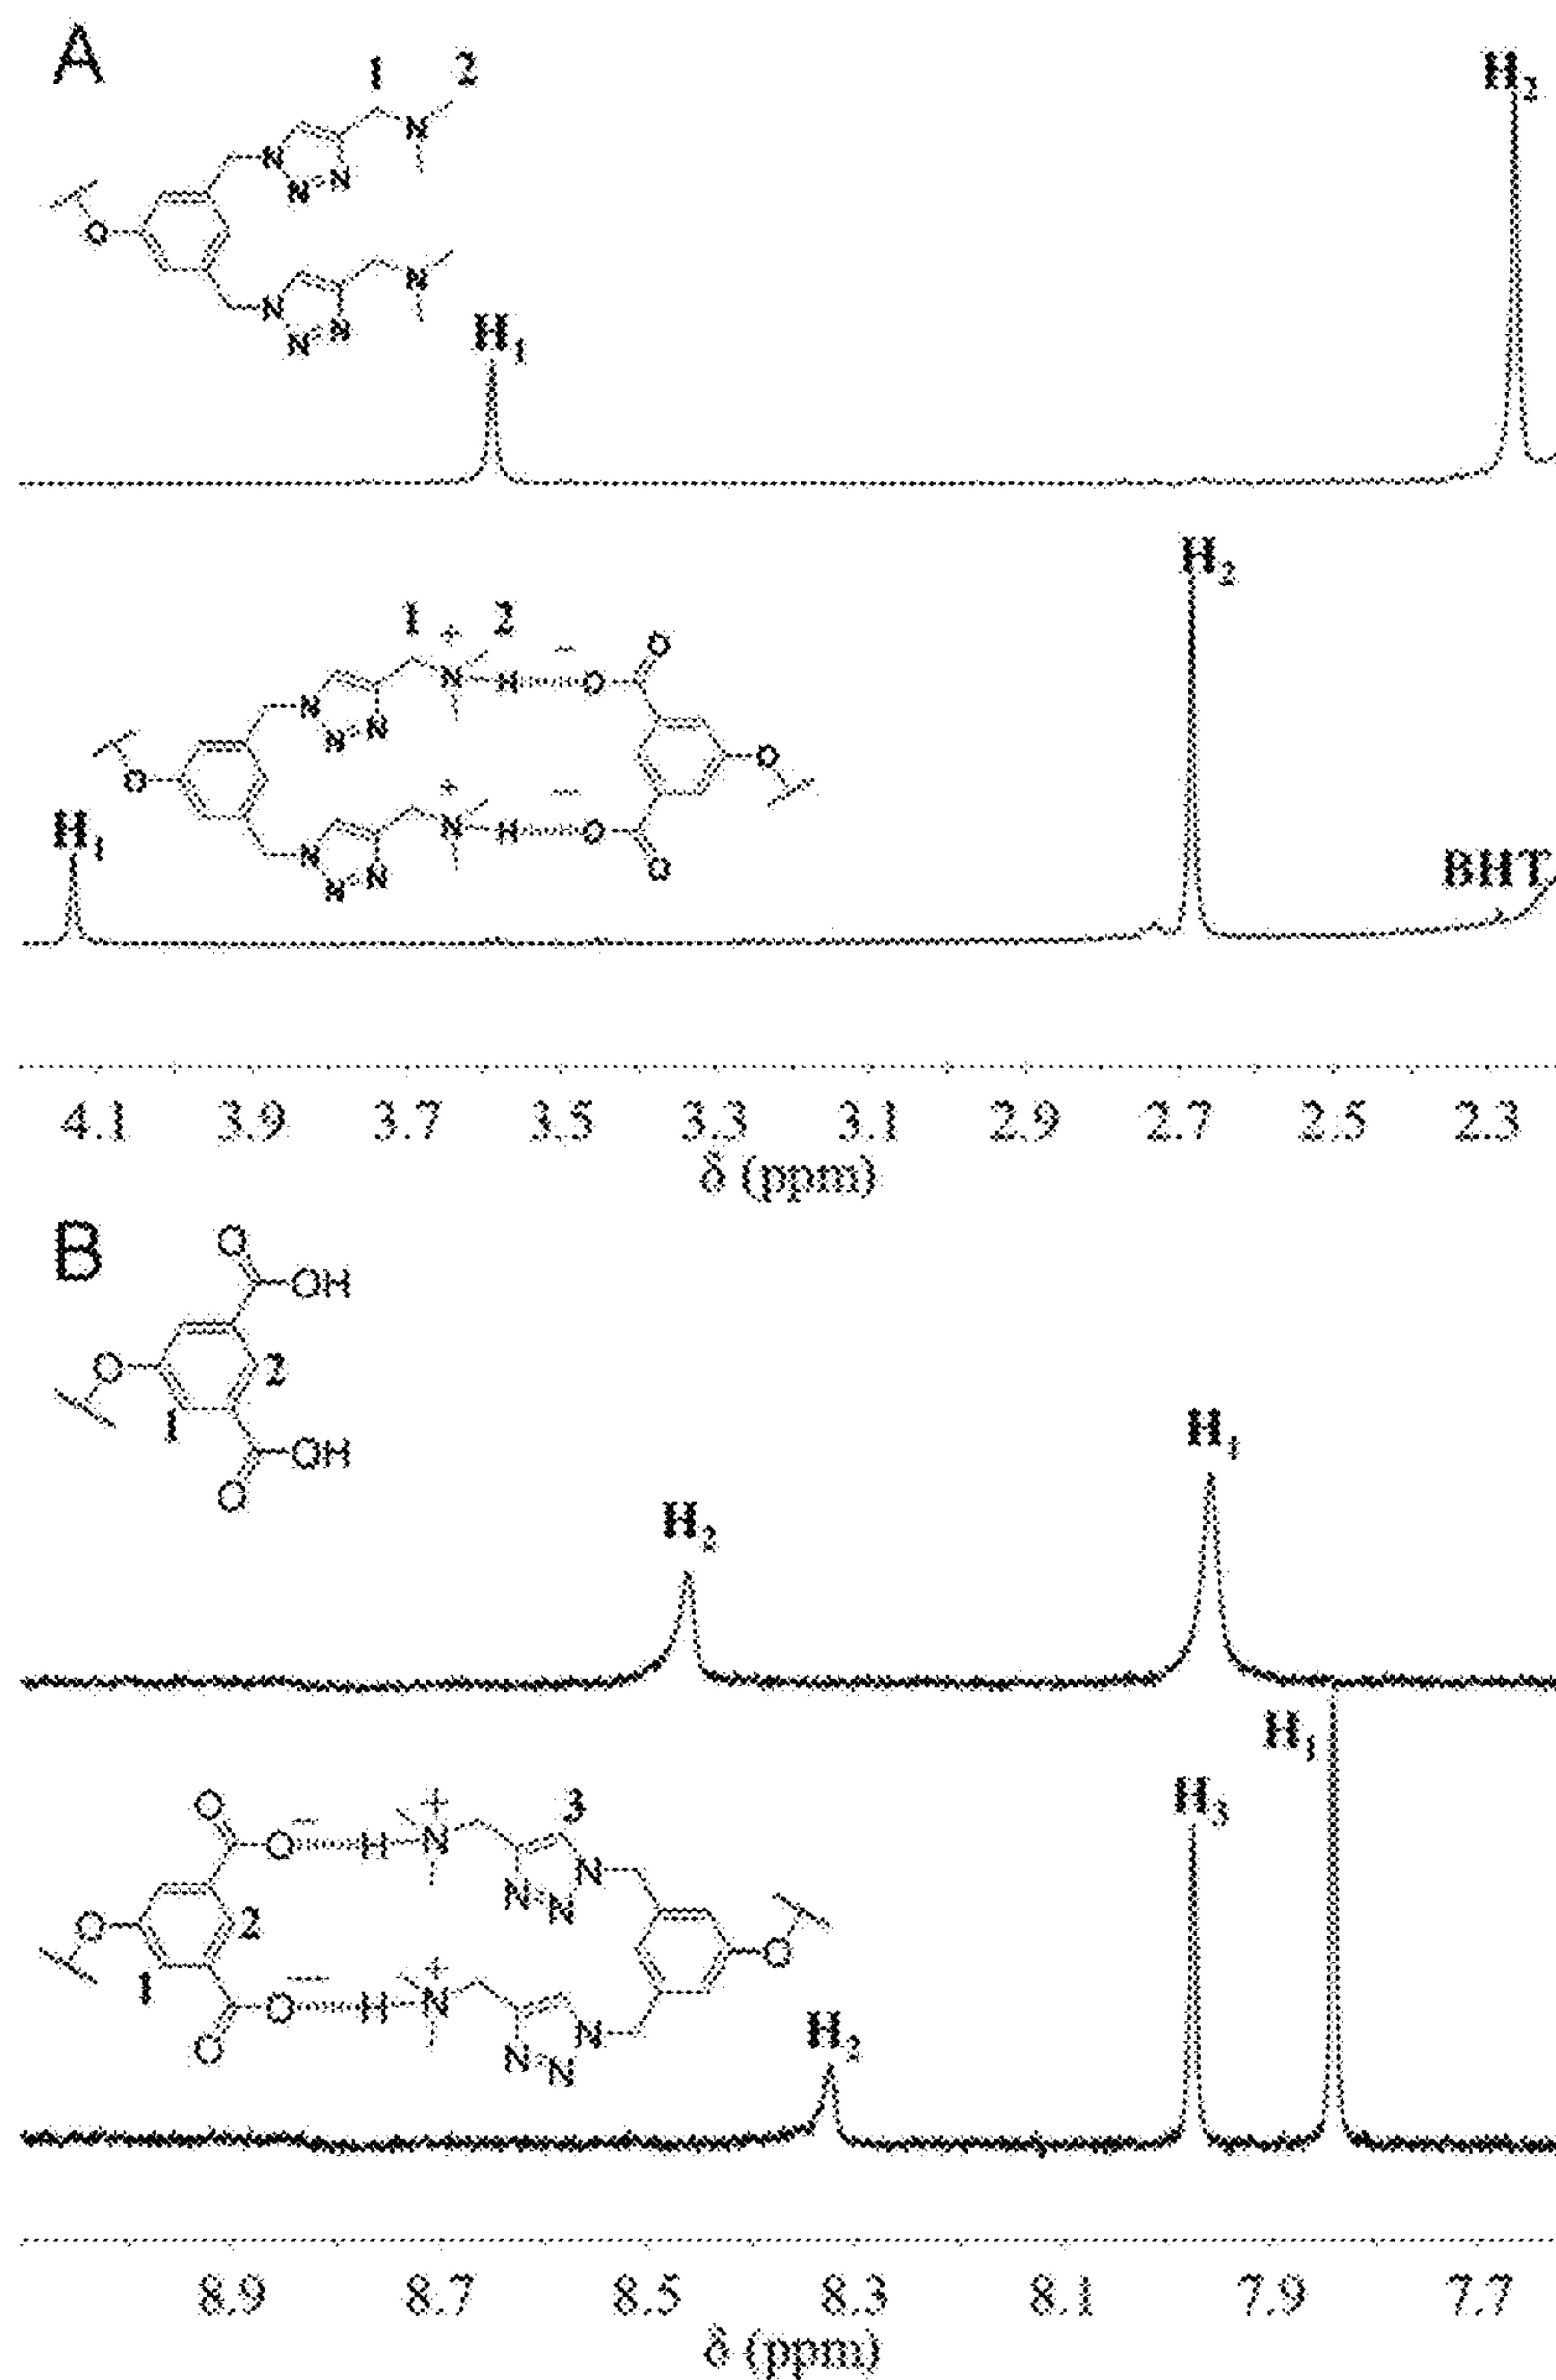 A
1 2
H₂
N
N
N N
O
N
N
N N
H₁
H₂
1 + 2 −
O
N H O
N
N N
O
O
+ −
N H O
N
N N
O
H₁
BHT
4.1 3.9 3.7 3.5 3.3 3.1 2.9 2.7 2.5 2.3
δ (ppm)
B
O
OH
O
2
1
OH
O
H₂
H₁
H₁
H₃
O − + 3
O H N
N
N N
O
2
O
1
− +
O H N
N
N N
O
H₂
8.9 8.7 8.5 8.3 8.1 7.9 7.7
δ (ppm)